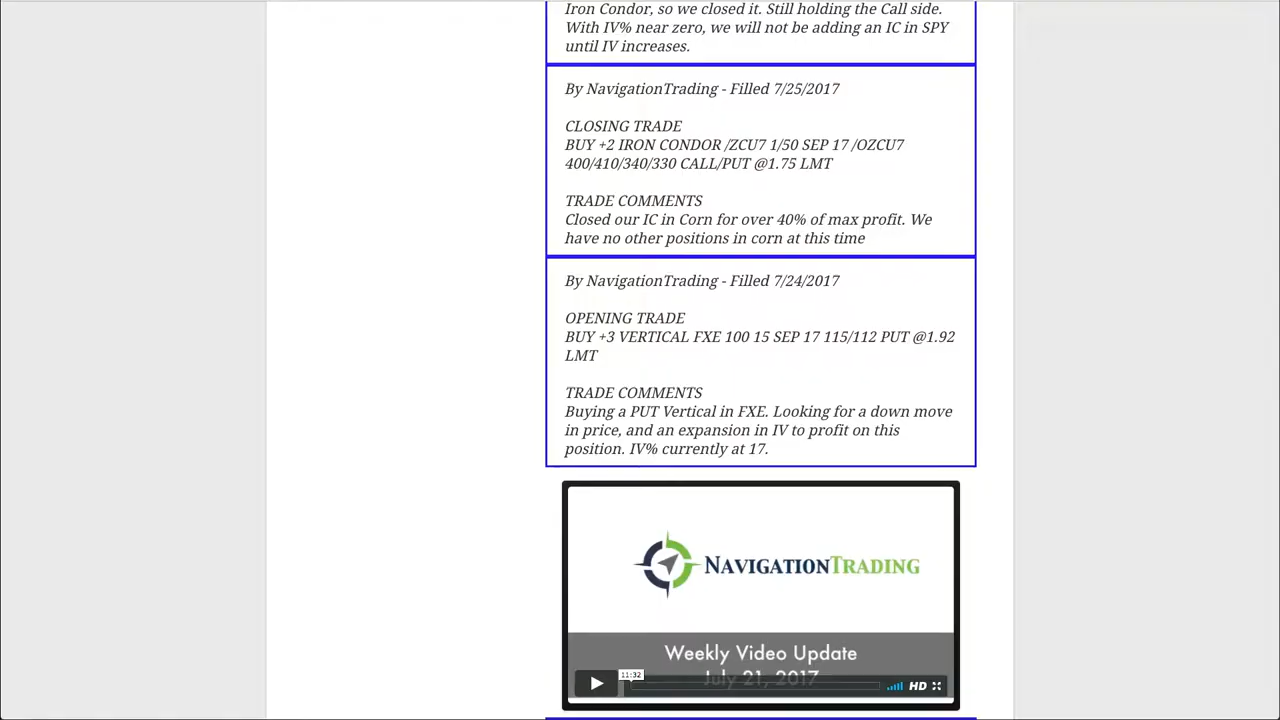 Iron Condor, so we closed it. Still holding the Call side.
With IV% near zero, we will not be adding an IC in SPY
until IV increases.
By NavigationTrading - Filled 7/25/2017
CLOSING TRADE
BUY +2 IRON CONDOR /ZCU7 1/50 SEP 17 /OZCU7
400/410/340/330 CALL/PUT @1.75 LMT
TRADE COMMENTS
Closed our IC in Corn for over 40% of max profit. We
have no other positions in corn at this time
By NavigationTrading - Filled 7/24/2017
OPENING TRADE
BUY +3 VERTICAL FXE 100 15 SEP 17 115/112 PUT @1.92
LMT
TRADE COMMENTS
Buying a PUT Vertical in FXE. Looking for a down move
in price, and an expansion in IV to profit on this
position. IV% currently at 17.
NAVIGATIONTRADING
Weekly Video Update
July 21, 2017
11:32
HD